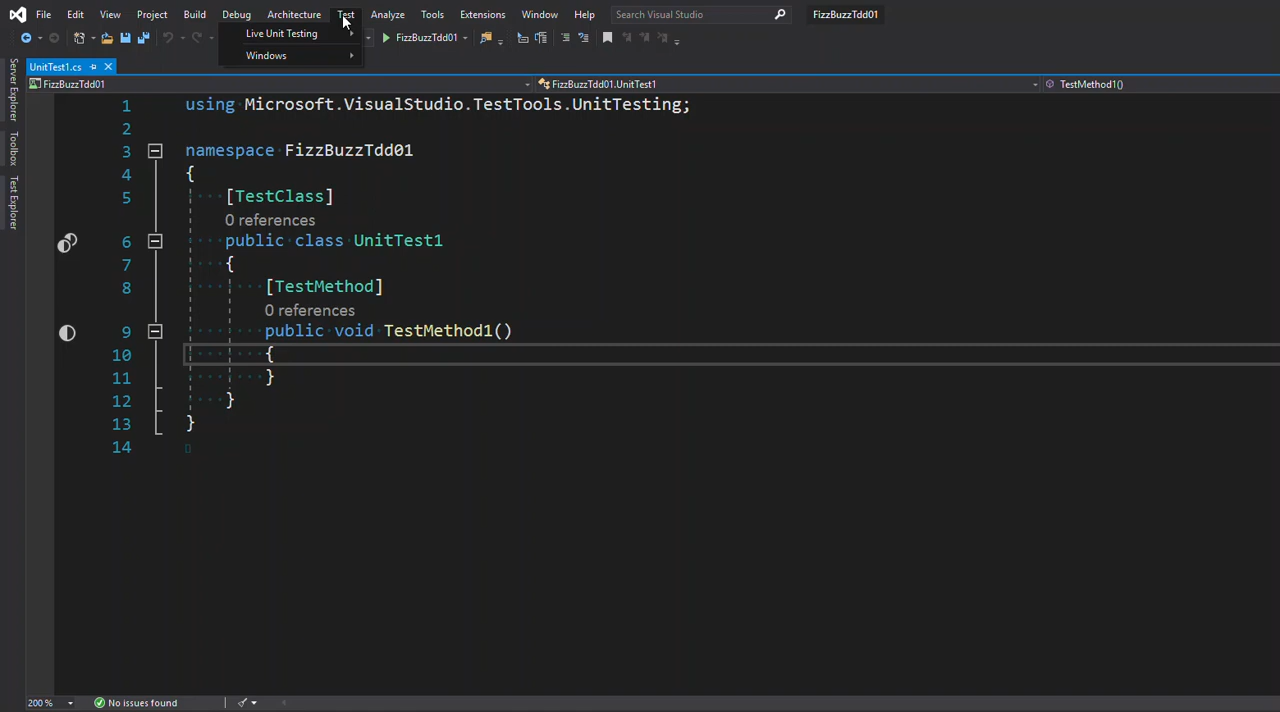 File Edit View Project Build Debug Architecture Test Analyze Tools Extensions Window Help Search Visual Studio FizzBuzzTdd01
Live Unit Testing
Windows
FizzBuzzTdd01
UnitTest1.cs
FizzBuzzTdd01 FizzBuzzTdd01.UnitTest1 TestMethod1()
Server Explorer
Toolbox
Test Explorer
1 using Microsoft.VisualStudio.TestTools.UnitTesting;
2
3 namespace FizzBuzzTdd01
4 {
5 [TestClass]
0 references
6 public class UnitTest1
7 {
8 [TestMethod]
0 references
9 public void TestMethod1()
10 {
11 }
12 }
13 }
14
200 % No issues found